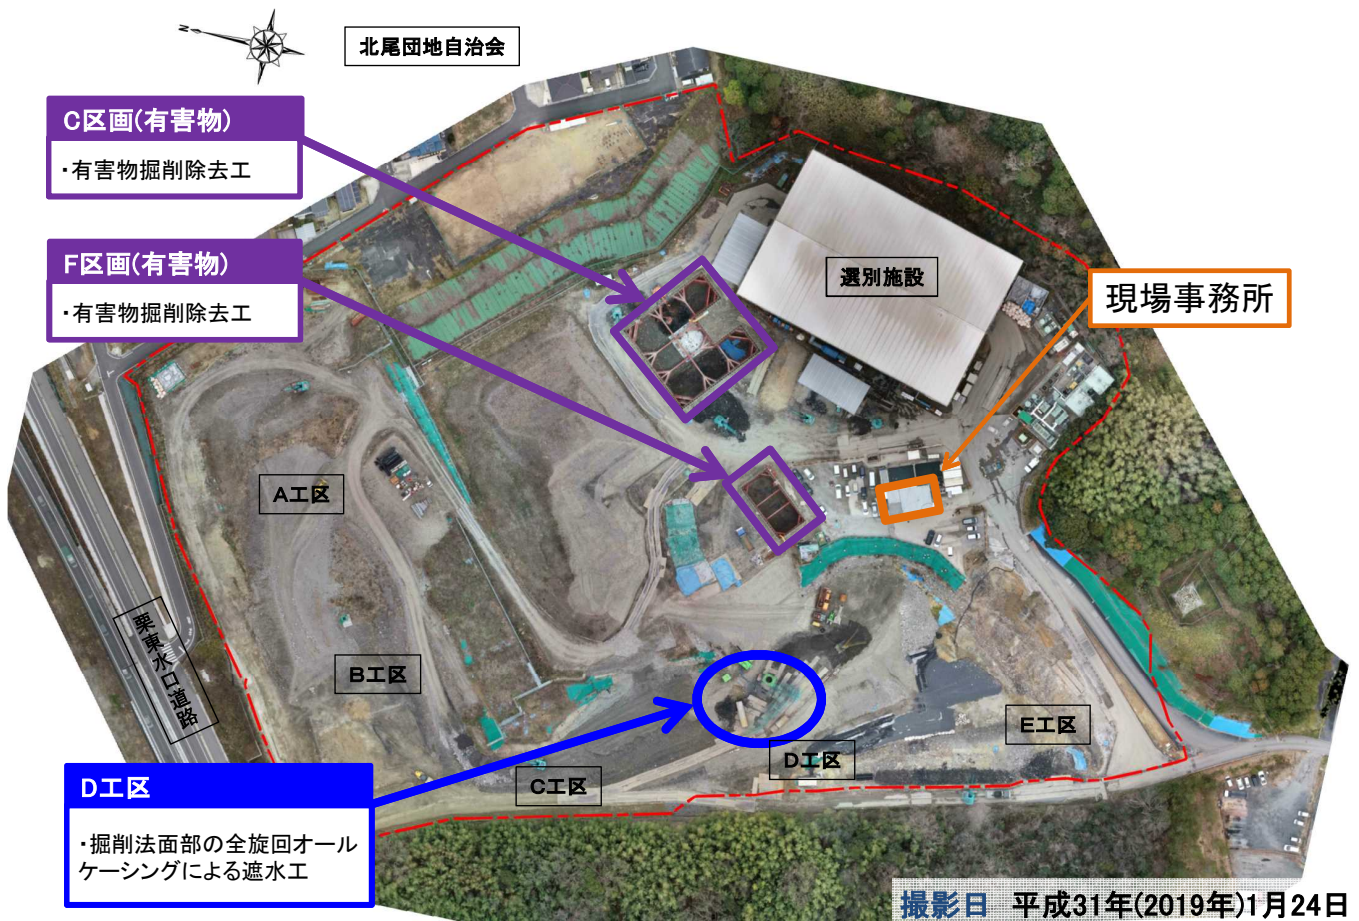 北尾団地自治会
C区画(有害物)
・有害物掘削除去工
F区画(有害物)
・有害物掘削除去工
選別施設
現場事務所
A工区
B工区
栗東水口道路
E工区
D工区
C工区
D工区
・掘削法面部の全旋回オール
ケーシングによる遮水工
撮影日 平成31年(2019年)1月24日